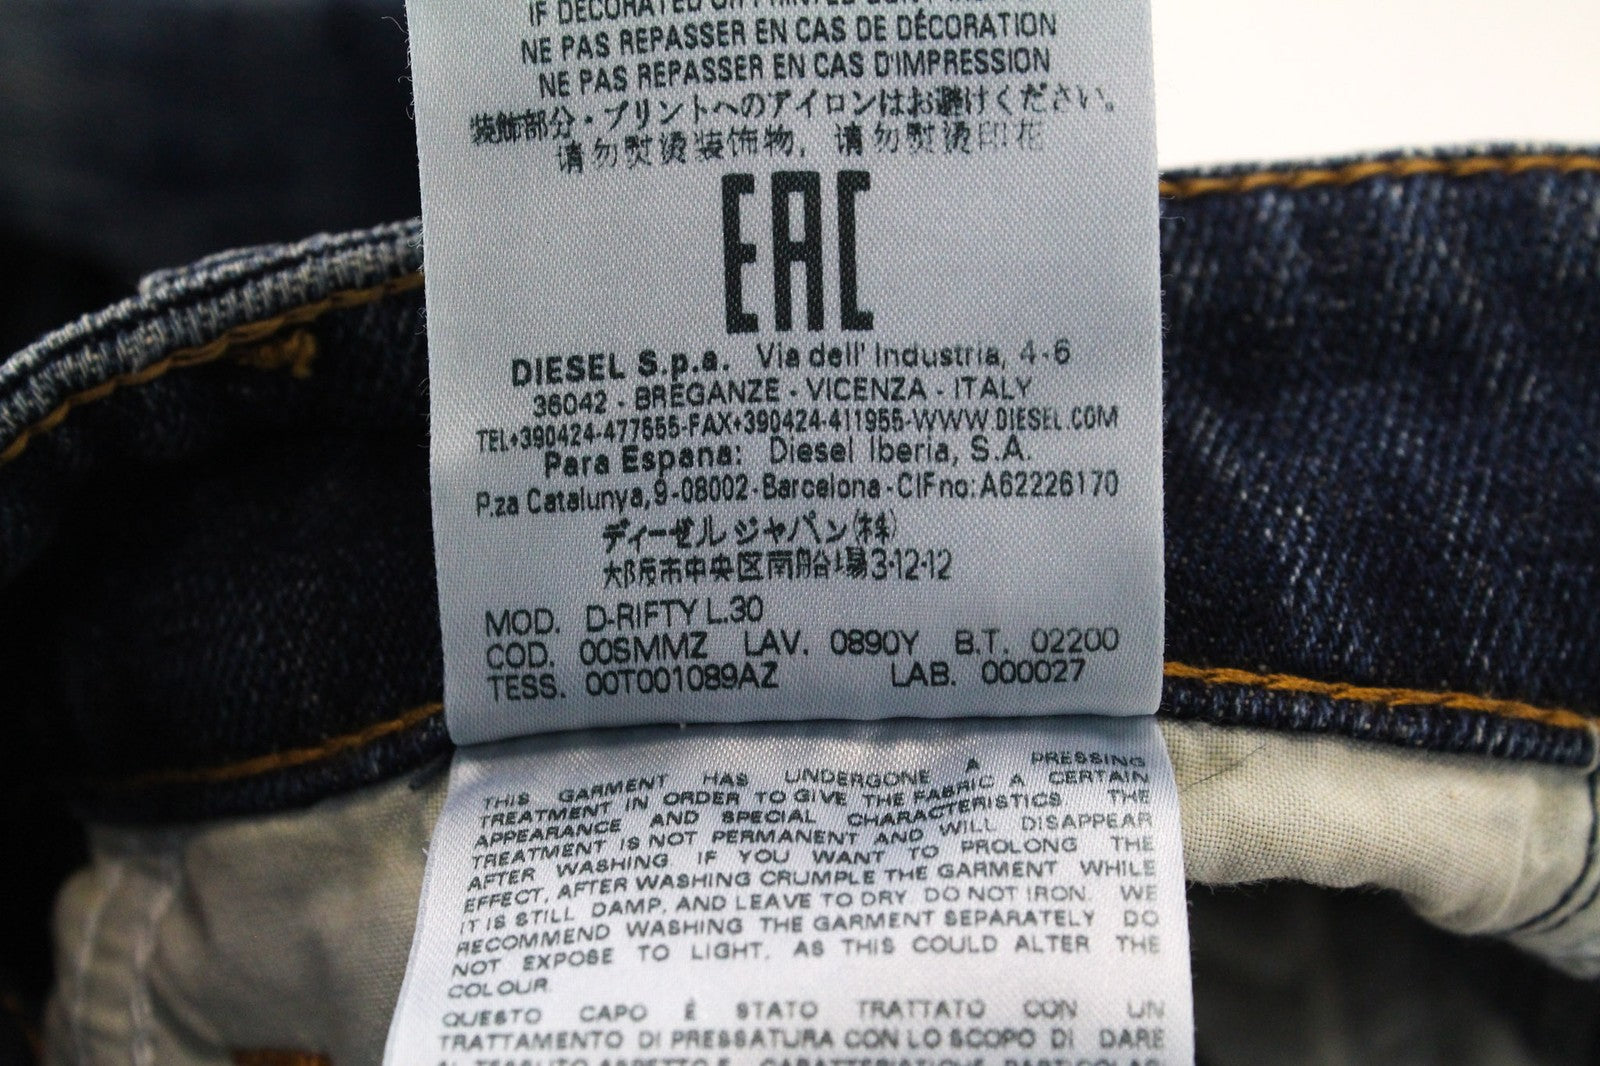 IF DECORATED OR PRINTED DON'T IRON
NE PAS REPASSER EN CAS DE DÉCORATION
NE PAS REPASSER EN CAS D'IMPRESSION
装飾部分・プリントへのアイロンはお避けください。
请勿熨烫装饰物，请勿熨烫印花
EAC
DIESEL S.p.a. Via dell' Industria, 4-6
36042 - BREGANZE - VICENZA - ITALY
TEL+390424-477555-FAX+390424-411955-WWW.DIESEL.COM
Para Espana: Diesel Iberia, S.A.
P.za Catalunya,9-08002-Barcelona-CIFno:A62226170
ディーゼル ジャパン(株)
大阪市中央区南船場3-12-12
MOD. D-RIFTY L.30
COD. 00SMMZ LAV. 0890Y B.T. 02200
TESS. 00T001089AZ LAB. 000027
THIS GARMENT HAS UNDERGONE A PRESSING
TREATMENT IN ORDER TO GIVE THE FABRIC A CERTAIN
APPEARANCE AND SPECIAL CHARACTERISTICS THE
TREATMENT IS NOT PERMANENT AND WILL DISAPPEAR
AFTER WASHING IF YOU WANT TO PROLONG THE
EFFECT, AFTER WASHING CRUMPLE THE GARMENT WHILE
IT IS STILL DAMP, AND LEAVE TO DRY. DO NOT IRON. WE
RECOMMEND WASHING THE GARMENT SEPARATELY DO
NOT EXPOSE TO LIGHT, AS THIS COULD ALTER THE
COLOUR
QUESTO CAPO É STATO TRATTATO CON UN
TRATTAMENTO DI PRESSATURA CON LO SCOPO DI DARE
AL TESSUTO ASPETTO E CARATTERISTICHE PARTICOLARI